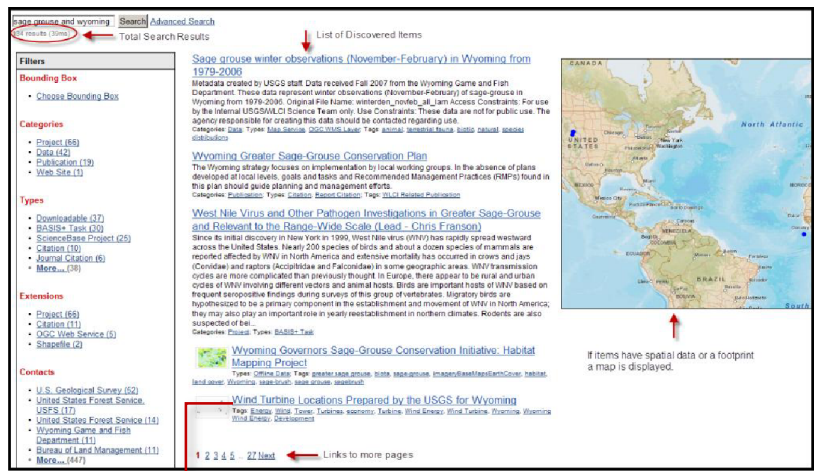 sage grouse and wyoming Search Advanced Search
results (39ms) Total Search Results
List of Discovered Items
Filters
Bounding Box
Choose Bounding Box
Categories
Project (66)
Data (42)
Publication (19)
Web Site (1)
Types
Downloadable (37)
BASIS+ Task (30)
ScienceBase Project (25)
Citation (10)
Journal Citation (6)
More... (38)
Extensions
Project (66)
Citation (11)
OGC Web Service (5)
Shapefile (2)
Contacts
U.S. Geological Survey (52)
United States Forest Service,
USFS (17)
United States Forest Service (14)
Wyoming Game and Fish
Department (11)
Bureau of Land Management (11)
More... (447)
Sage grouse winter observations (November-February) in Wyoming from
1979-2006
Metadata created by USGS staff. Data received Fall 2007 from the Wyoming Game and Fish
Department. These data represent winter observations (November-February) of sage-grouse in
Wyoming from 1979-2006. Original File Name: winterden_novfeb_all_iam Access Constraints: For use
by the Internal USGS/WLCI Science Team only. Use Constraints: These data are not for public use. The
agency responsible for creating this data should be contacted regarding use.
Categories: Data; Types: Map Service, OGC WMS Layer; Tags: animal, terrestrial fauna, biotic, natural, species
distributions
Wyoming Greater Sage-Grouse Conservation Plan
The Wyoming strategy focuses on implementation by local working groups. In the absence of plans
developed at local levels, goals and tasks and Recommended Management Practices (RMPs) found in
this plan should guide planning and management efforts.
Categories: Publication; Types: Citation, Report Citation; Tags: WLCI Related Publication
West Nile Virus and Other Pathogen Investigations in Greater Sage-Grouse
and Relevant to the Range-Wide Scale (Lead - Chris Franson)
Since its initial discovery in New York in 1999, West Nile virus (WNV) has rapidly spread westward
across the United States. Nearly 200 species of birds and about a dozen species of mammals are
reported affected by WNV in North America and extensive mortality has occurred in crows and jays
(Corvidae) and raptors (Accipitridae and Falconidae) in some geographic areas. WNV transmission
cycles are more complicated than previously thought. In Europe, there appear to be rural and urban
cycles of WNV involving different vectors and animal hosts. Birds are important hosts of WNV based on
frequent seropositive findings during surveys of this group of vertebrates. Migratory birds are
hypothesized to be a primary component in the establishment and movement of WNV in North America;
they may also play an important role in yearly reestablishment in northern climates. Rodents are also
suspected of bei...
Categories: Project; Types: BASIS+ Task
Wyoming Governors Sage-Grouse Conservation Initiative: Habitat
Mapping Project
Types: Offline Data; Tags: greater sage grouse, biota, sage-grouse, imageryBaseMapsEarthCover, habitat,
land cover, Wyoming, sage-brush, sage grouse, sagebrush
Wind Turbine Locations Prepared by the USGS for Wyoming
Tags: Energy, Wind, Tower, Turbines, economy, Turbine, Wind Energy, Wind Turbine, Wyoming, Wyoming
Wind Energy, Development
1 2 3 4 5 .. 27 Next Links to more pages
CANADA
North Atlantic
UNITED
STATES
Chicago
New York
Washington
MEXICO
Mexico City
VENEZUELA
COLOMBIA
BRAZIL
BOLIVIA
South
If items have spatial data or a footprint
a map is displayed.